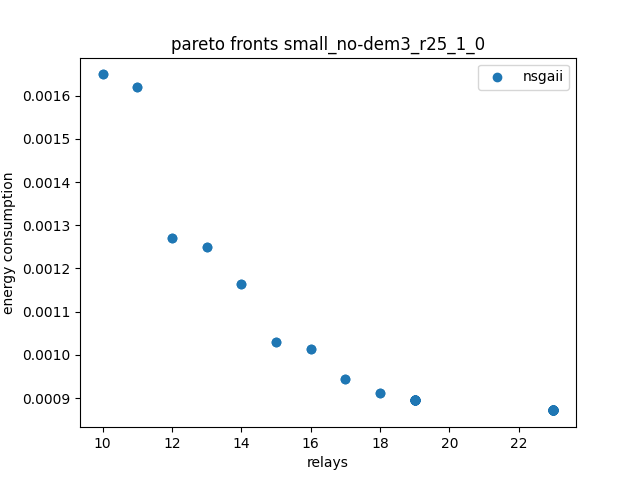 pareto fronts small_no-dem3_r25_1_0
nsgaii
0.0016
0.0015
0.0014
0.0013
0.0012
0.0011
0.0010
0.0009
energy consumption
10 12 14 16 18 20 22
relays